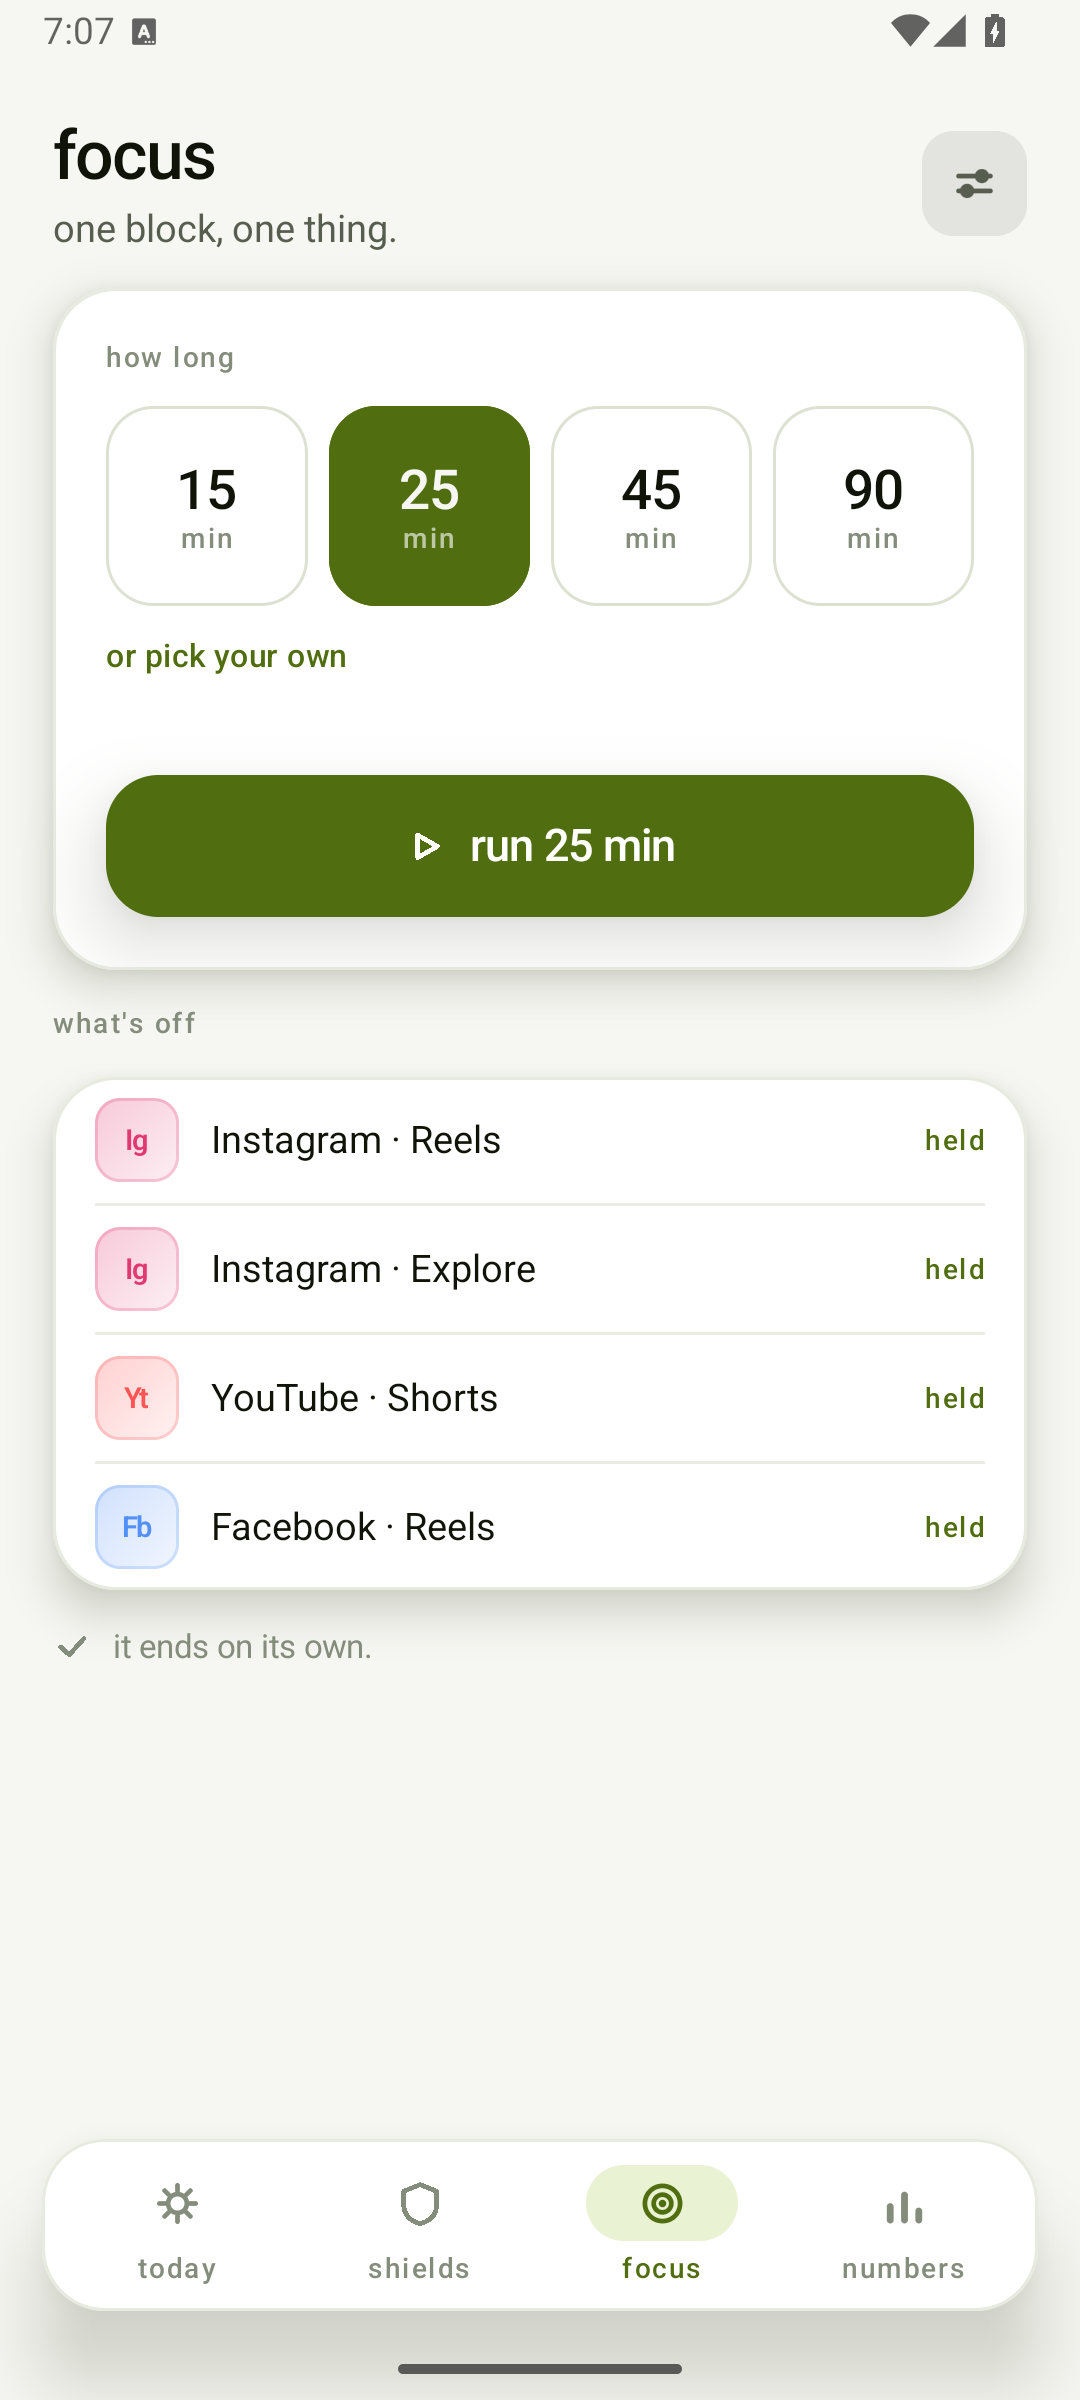 7:07
focus
one block, one thing.
how long
15 25 45 90
min min min min
or pick your own
run 25 min
what's off
Ig Instagram · Reels held
Ig Instagram · Explore held
Yt YouTube · Shorts held
Fb Facebook · Reels held
it ends on its own.
today shields focus numbers